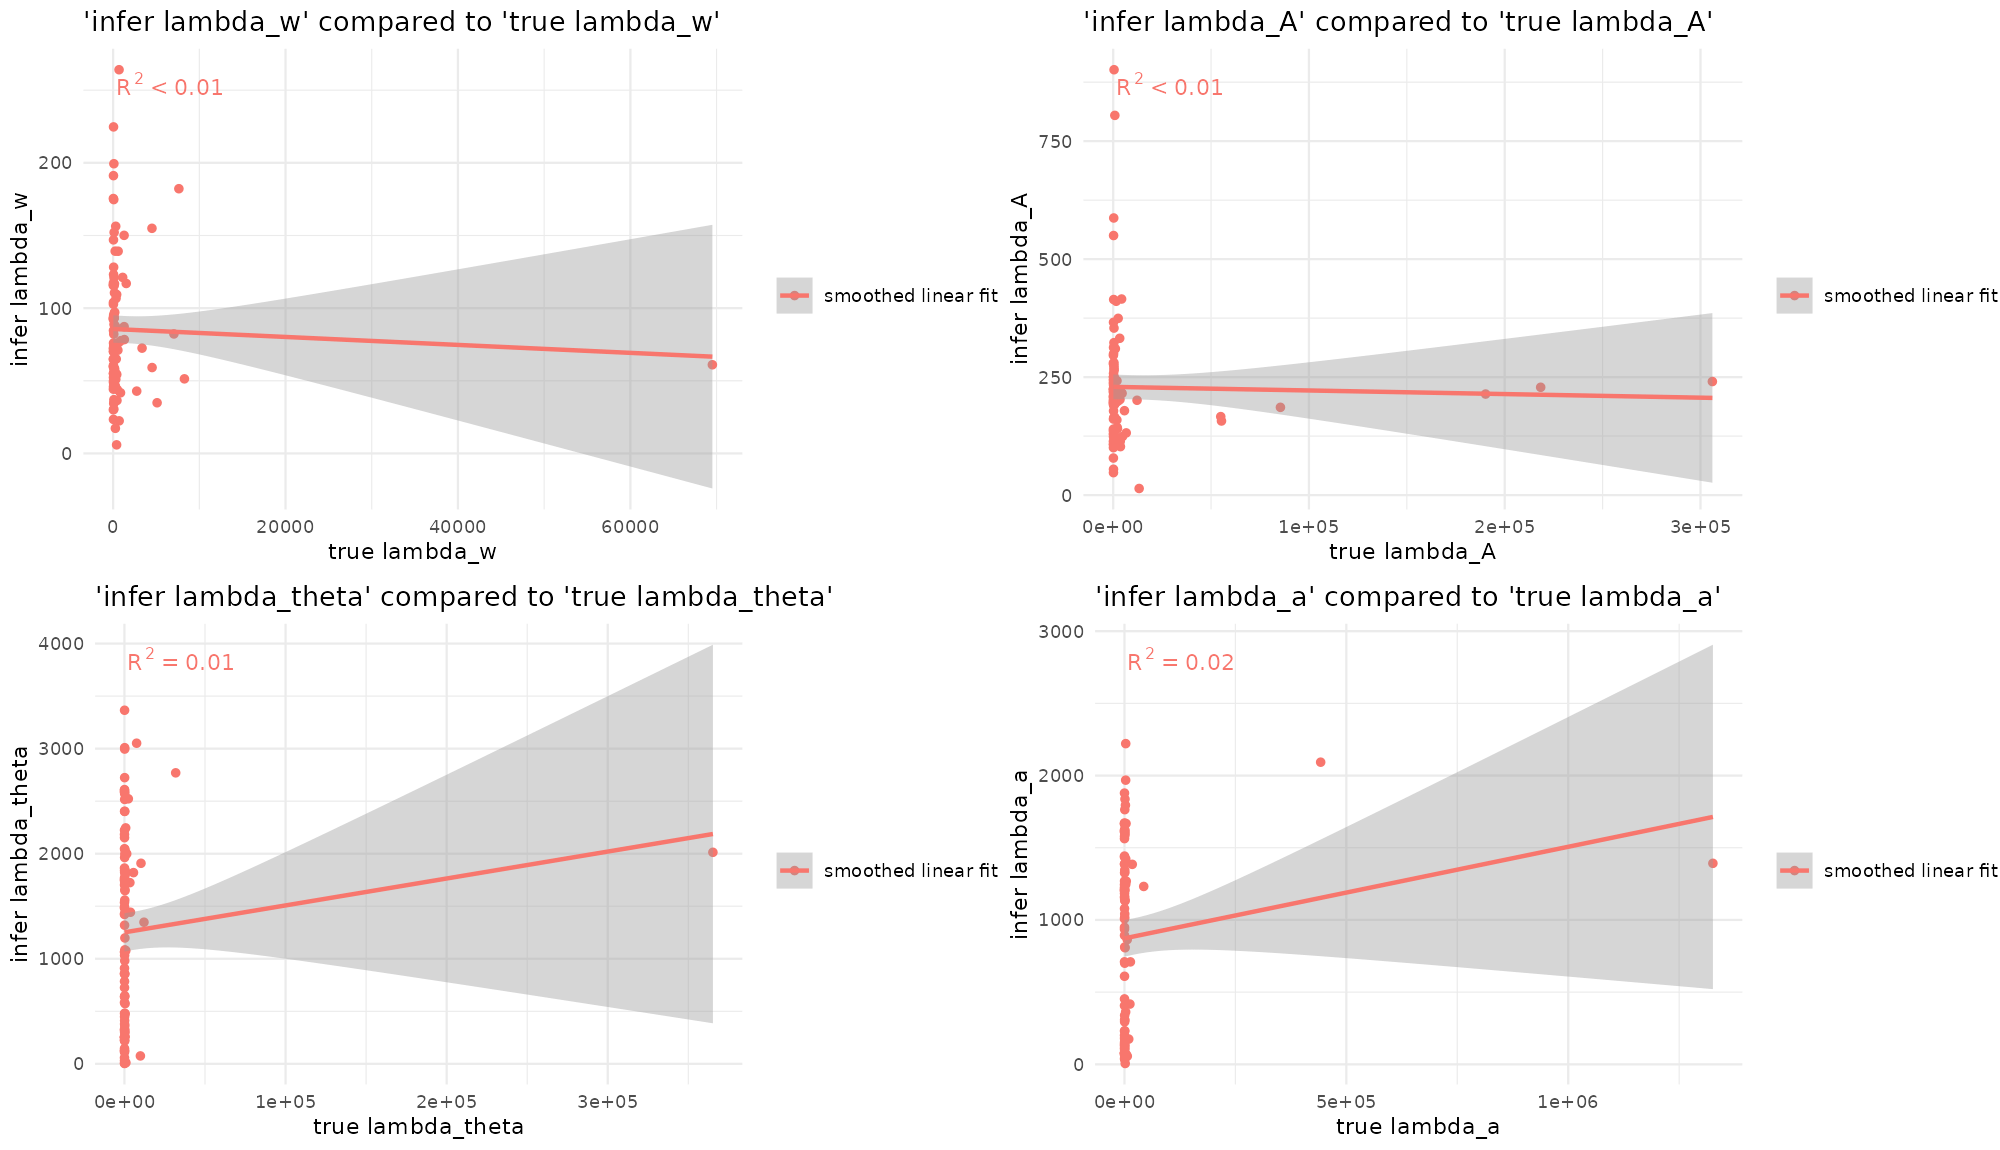 'infer lambda_w' compared to 'true lambda_w'
R2 < 0.01
200
100
0
infer lambda_w
0 20000 40000 60000
true lambda_w
smoothed linear fit
'infer lambda_A' compared to 'true lambda_A'
R2 < 0.01
750
500
250
0
infer lambda_A
0e+00 1e+05 2e+05 3e+05
true lambda_A
smoothed linear fit
'infer lambda_theta' compared to 'true lambda_theta'
R2 = 0.01
4000
3000
2000
1000
0
infer lambda_theta
0e+00 1e+05 2e+05 3e+05
true lambda_theta
smoothed linear fit
'infer lambda_a' compared to 'true lambda_a'
R2 = 0.02
3000
2000
1000
0
infer lambda_a
0e+00 5e+05 1e+06
true lambda_a
smoothed linear fit